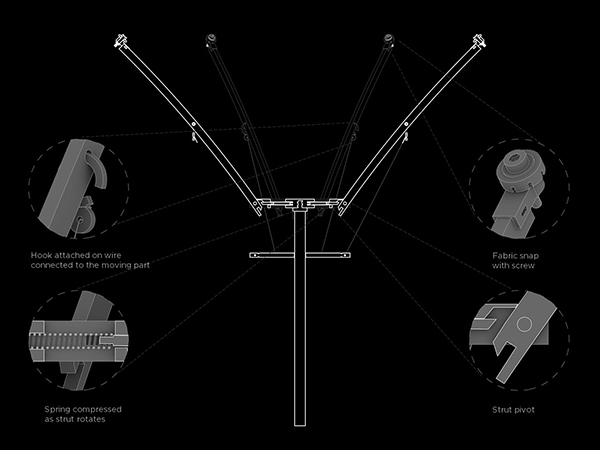 Hook attached on wire
connected to the moving part
Fabric snap
with screw
Spring compressed
as strut rotates
Strut pivot